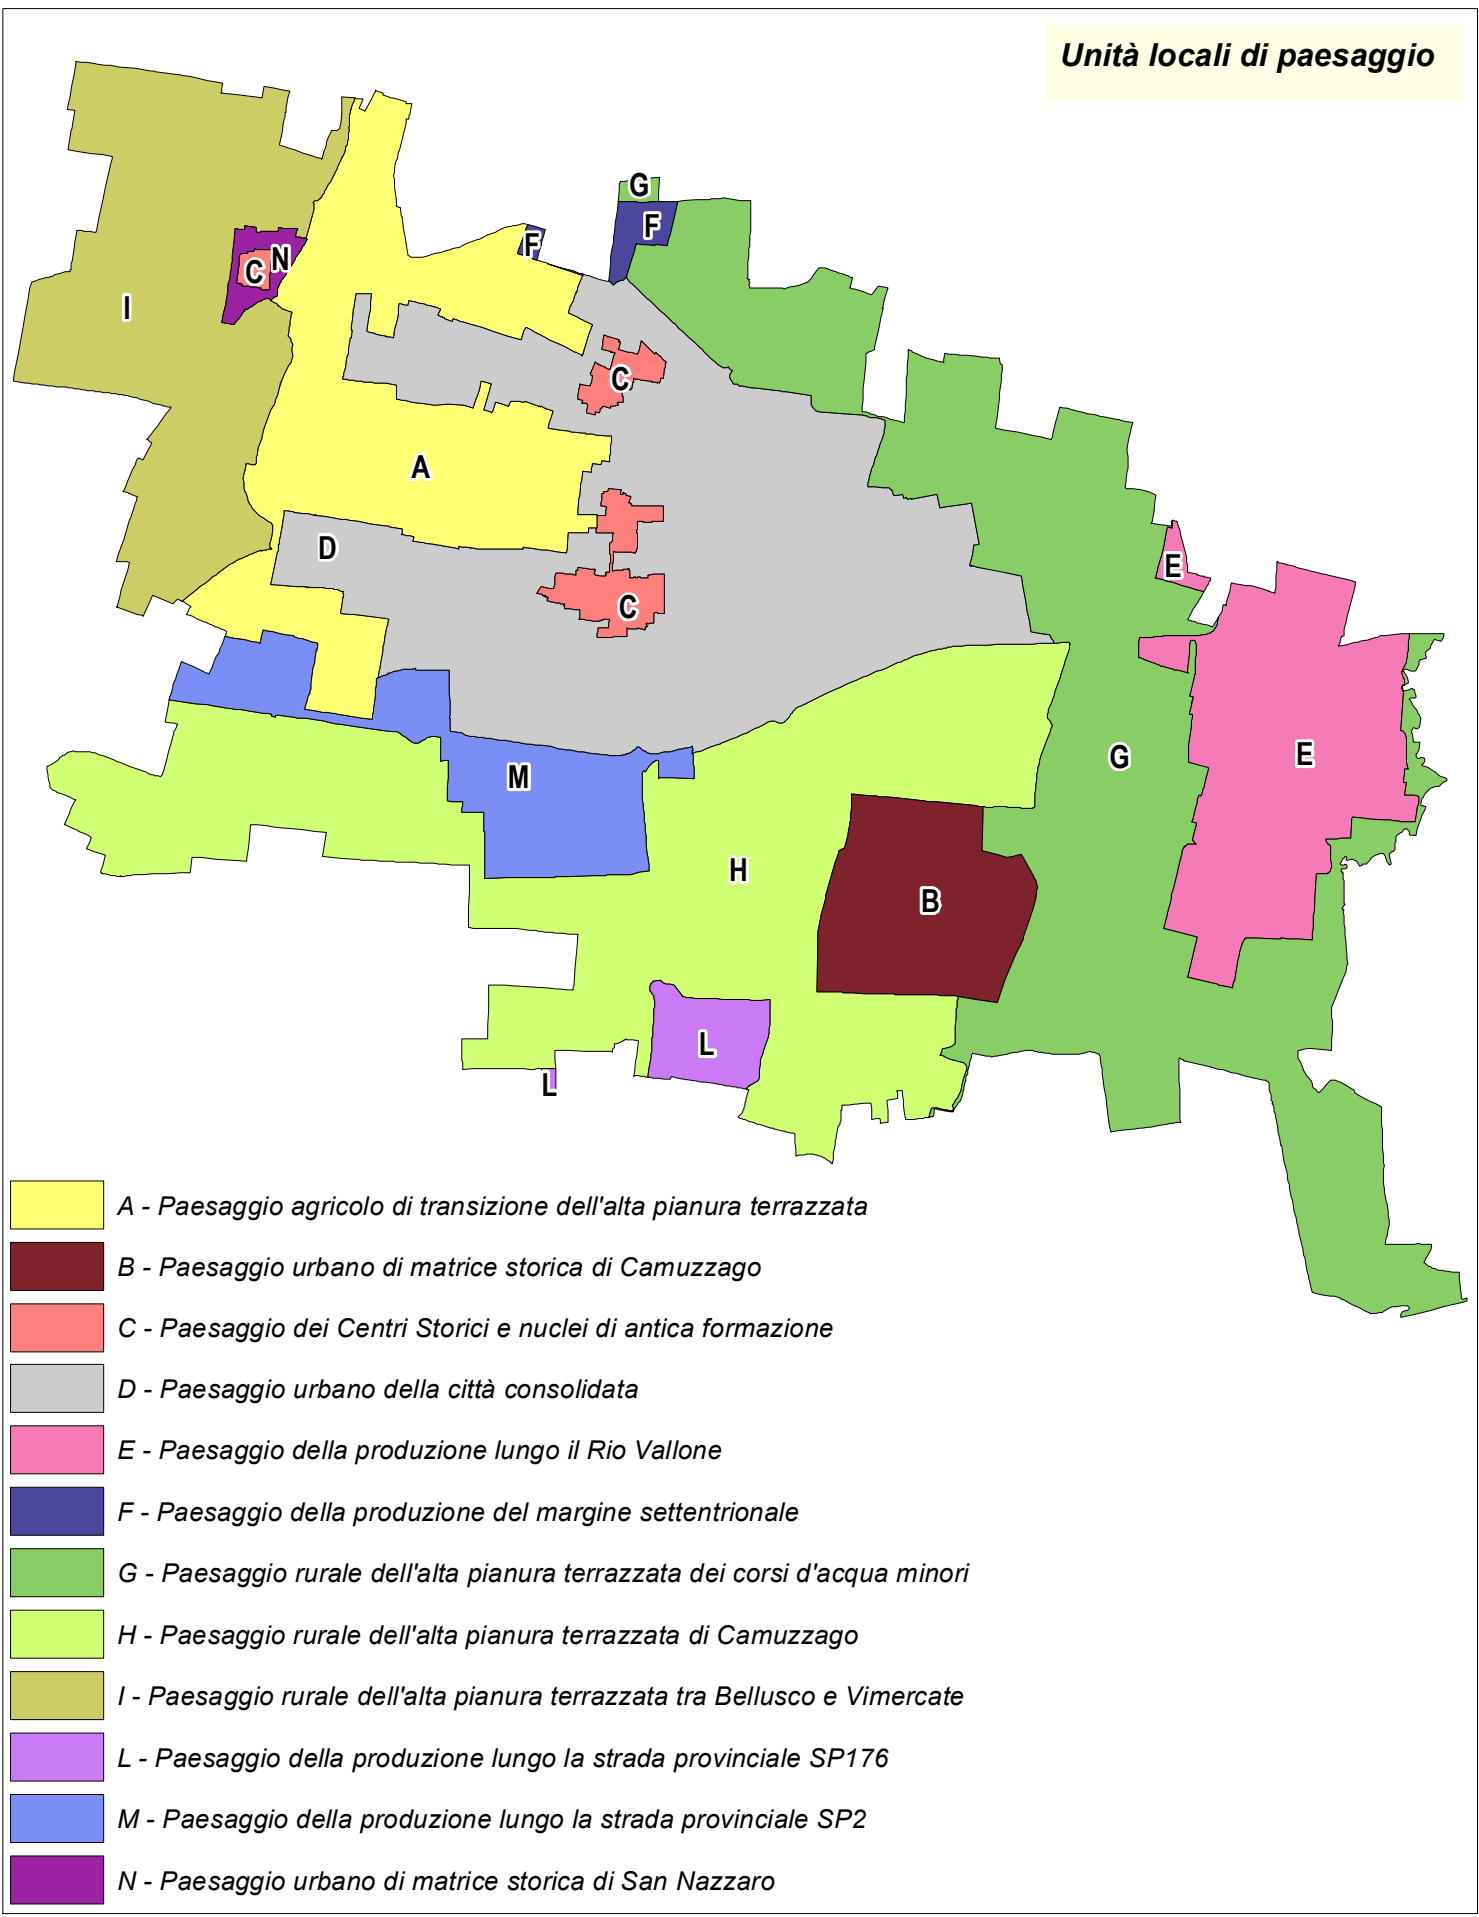 Unità locali di paesaggio
G
F
F
N
C
I
C
A
D
E
C
G
E
M
H
B
L
L
A - Paesaggio agricolo di transizione dell'alta pianura terrazzata
B - Paesaggio urbano di matrice storica di Camuzzago
C - Paesaggio dei Centri Storici e nuclei di antica formazione
D - Paesaggio urbano della città consolidata
E - Paesaggio della produzione lungo il Rio Vallone
F - Paesaggio della produzione del margine settentrionale
G - Paesaggio rurale dell'alta pianura terrazzata dei corsi d'acqua minori
H - Paesaggio rurale dell'alta pianura terrazzata di Camuzzago
I - Paesaggio rurale dell'alta pianura terrazzata tra Bellusco e Vimercate
L - Paesaggio della produzione lungo la strada provinciale SP176
M - Paesaggio della produzione lungo la strada provinciale SP2
N - Paesaggio urbano di matrice storica di San Nazzaro